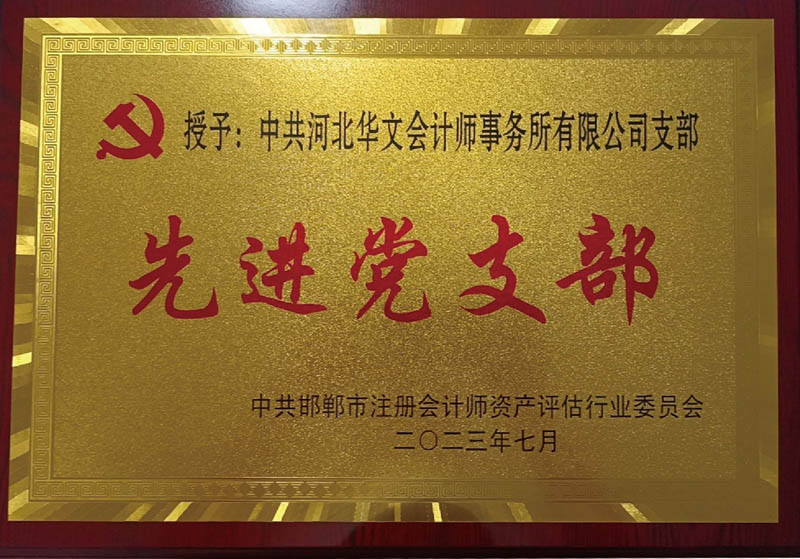 授予：中共河北华文会计师事务所有限公司支部
先进党支部
中共邯郸市注册会计师资产评估行业委员会
二〇二三年七月